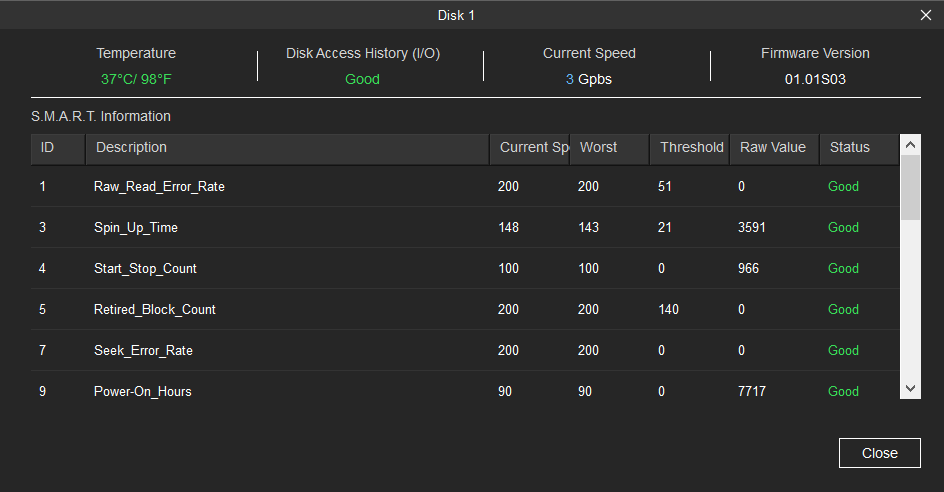 Disk 1
Temperature Disk Access History (I/O) Current Speed Firmware Version
37°C/ 98°F Good 3 Gpbs 01.01S03
S.M.A.R.T. Information
ID Description Current Sp Worst Threshold Raw Value Status
1 Raw_Read_Error_Rate 200 200 51 0 Good
3 Spin_Up_Time 148 143 21 3591 Good
4 Start_Stop_Count 100 100 0 966 Good
5 Retired_Block_Count 200 200 140 0 Good
7 Seek_Error_Rate 200 200 0 0 Good
9 Power-On_Hours 90 90 0 7717 Good
Close